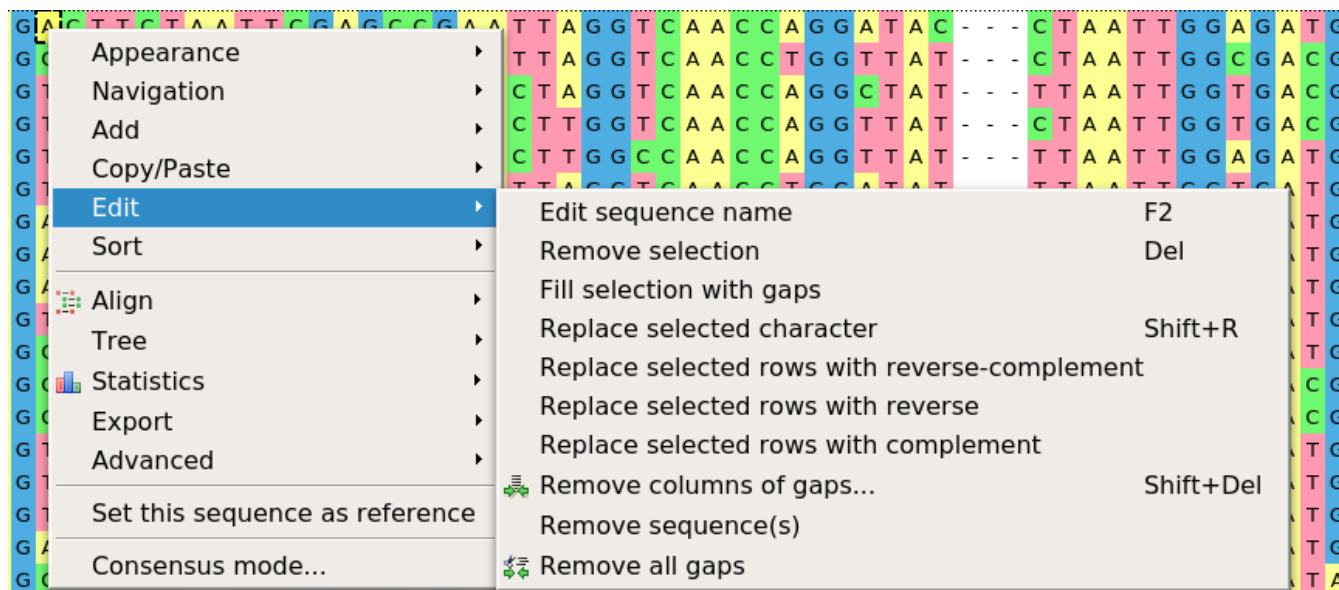 G A C T T C T A A T T C G A G C C G A A T T A G G T C A A C C A G G A T A C - - - C T A A T T G G A G A T G
Appearance
G T T A G G T C A A C C T G G T T A T - - - C T A A T T G G C G A C G
Navigation
G T C T A G G T C A A C C A G G C T A T - - - T T A A T T G G T G A C G
Add
G T C T T G G T C A A C C A G G T T A T - - - C T A A T T G G T G A C G
Copy/Paste
G T C T T G G C C A A C C A G G T T A T - - - T T A A T T G G A G A T G
G T T T A G G T C A A C C T G G A T A T T T A A T T G G T G A T G
Edit
Sort
Align
Tree
Statistics
Export
Advanced
Set this sequence as reference
Consensus mode...
Edit sequence name F2
Remove selection Del
Fill selection with gaps
Replace selected character Shift+R
Replace selected rows with reverse-complement
Replace selected rows with reverse
Replace selected rows with complement
Remove columns of gaps... Shift+Del
Remove sequence(s)
Remove all gaps
G A T G
G A T G
G A T G
G T T G
G T G
G C G
G C G
G T T G
G T T G
G T T G
G A T G
G T A